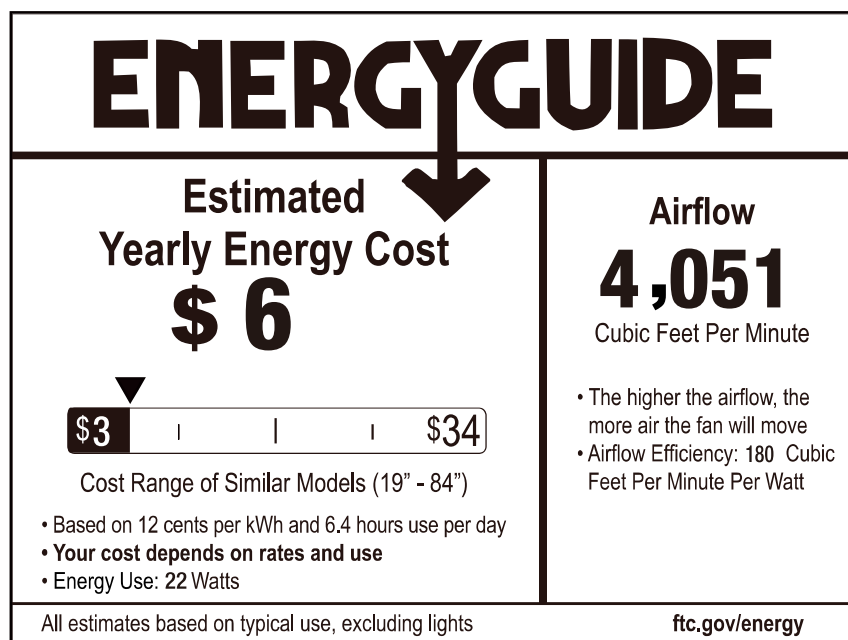 ENERGYGUIDE
Estimated
Yearly Energy Cost
$ 6
$3
$34
Cost Range of Similar Models (19” - 84”)
• Based on 12 cents per kWh and 6.4 hours use per day
• Your cost depends on rates and use
• Energy Use: 22 Watts
Airflow
4,051
Cubic Feet Per Minute
• The higher the airflow, the
more air the fan will move
• Airflow Efficiency: 180 Cubic
Feet Per Minute Per Watt
All estimates based on typical use, excluding lights
ftc.gov/energy